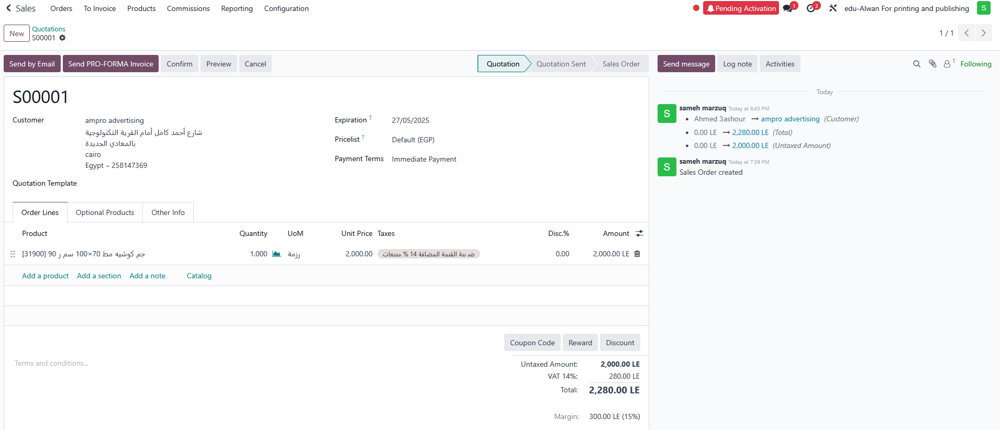 Sales Orders To Invoice Products Commissions Reporting Configuration Pending Activation 1 3 edu-Alwan For printing and publishing S
New Quotations
S00001
1 / 1
Send by Email Send PRO-FORMA Invoice Confirm Preview Cancel Quotation Quotation Sent Sales Order
S00001
Customer ampro advertising
شارع أحمد كامل أمام القرية التكنولوجية
بالمعادي الجديدة
cairo
Egypt – 258147369
Quotation Template
Expiration ? 27/05/2025
Pricelist ? Default (EGP)
Payment Terms Immediate Payment
Order Lines Optional Products Other Info
Product Quantity UoM Unit Price Taxes Disc.% Amount
[31900] جم كوشيه مط 70×100 سم ر 90 1.000 رزمة 2,000.00 ضريبة القيمة المضافة 14 % مبيعات 0.00 2,000.00 LE
Add a product Add a section Add a note Catalog
Coupon Code Reward Discount
Terms and conditions...
Untaxed Amount: 2,000.00 LE
VAT 14%: 280.00 LE
Total: 2,280.00 LE
Margin: 300.00 LE (15%)
Send message Log note Activities 1 Following
Today
S sameh marzuq Today at 8:45 PM
• Ahmed 3ashour → ampro advertising (Customer)
• 0.00 LE → 2,280.00 LE (Total)
• 0.00 LE → 2,000.00 LE (Untaxed Amount)
S sameh marzuq Today at 7:39 PM
Sales Order created